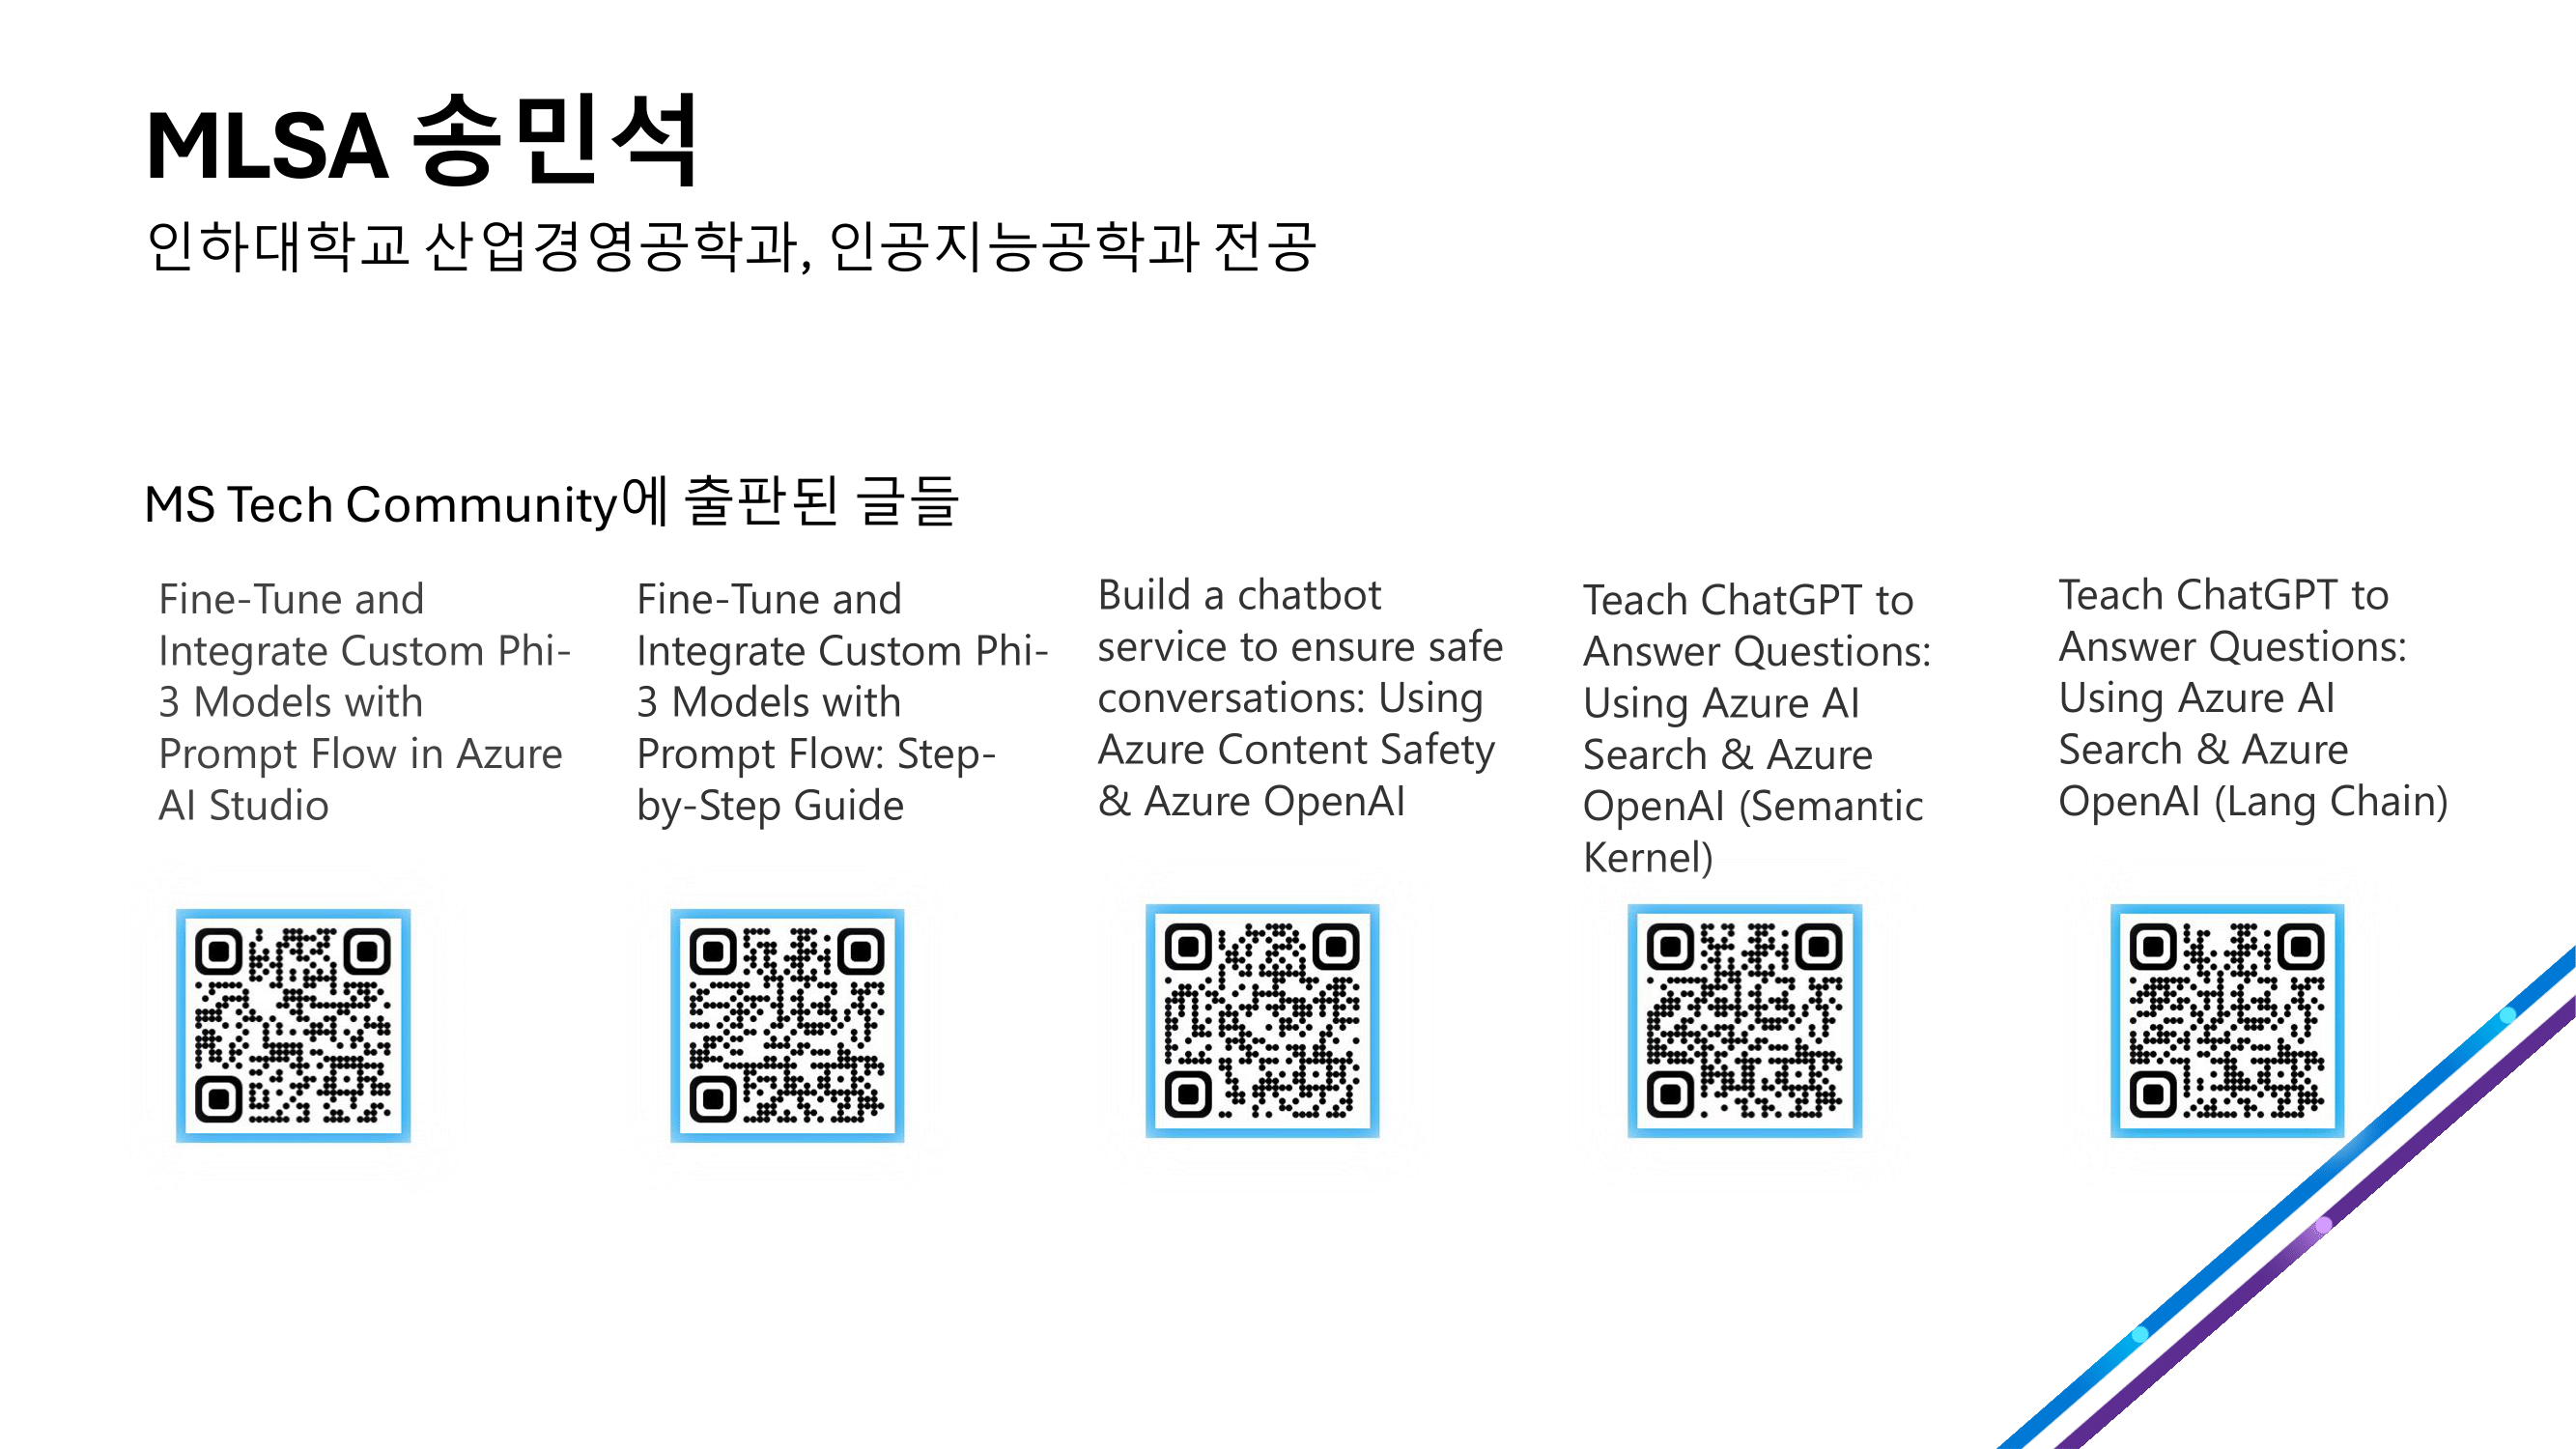 MLSA 송민석
인하대학교 산업경영공학과, 인공지능공학과 전공
MS Tech Community에 출판된 글들
Fine-Tune and
Integrate Custom Phi-
3 Models with
Prompt Flow in Azure
AI Studio
Fine-Tune and
Integrate Custom Phi-
3 Models with
Prompt Flow: Step-
by-Step Guide
Build a chatbot
service to ensure safe
conversations: Using
Azure Content Safety
& Azure OpenAI
Teach ChatGPT to
Answer Questions:
Using Azure AI
Search & Azure
OpenAI (Semantic
Kernel)
Teach ChatGPT to
Answer Questions:
Using Azure AI
Search & Azure
OpenAI (Lang Chain)